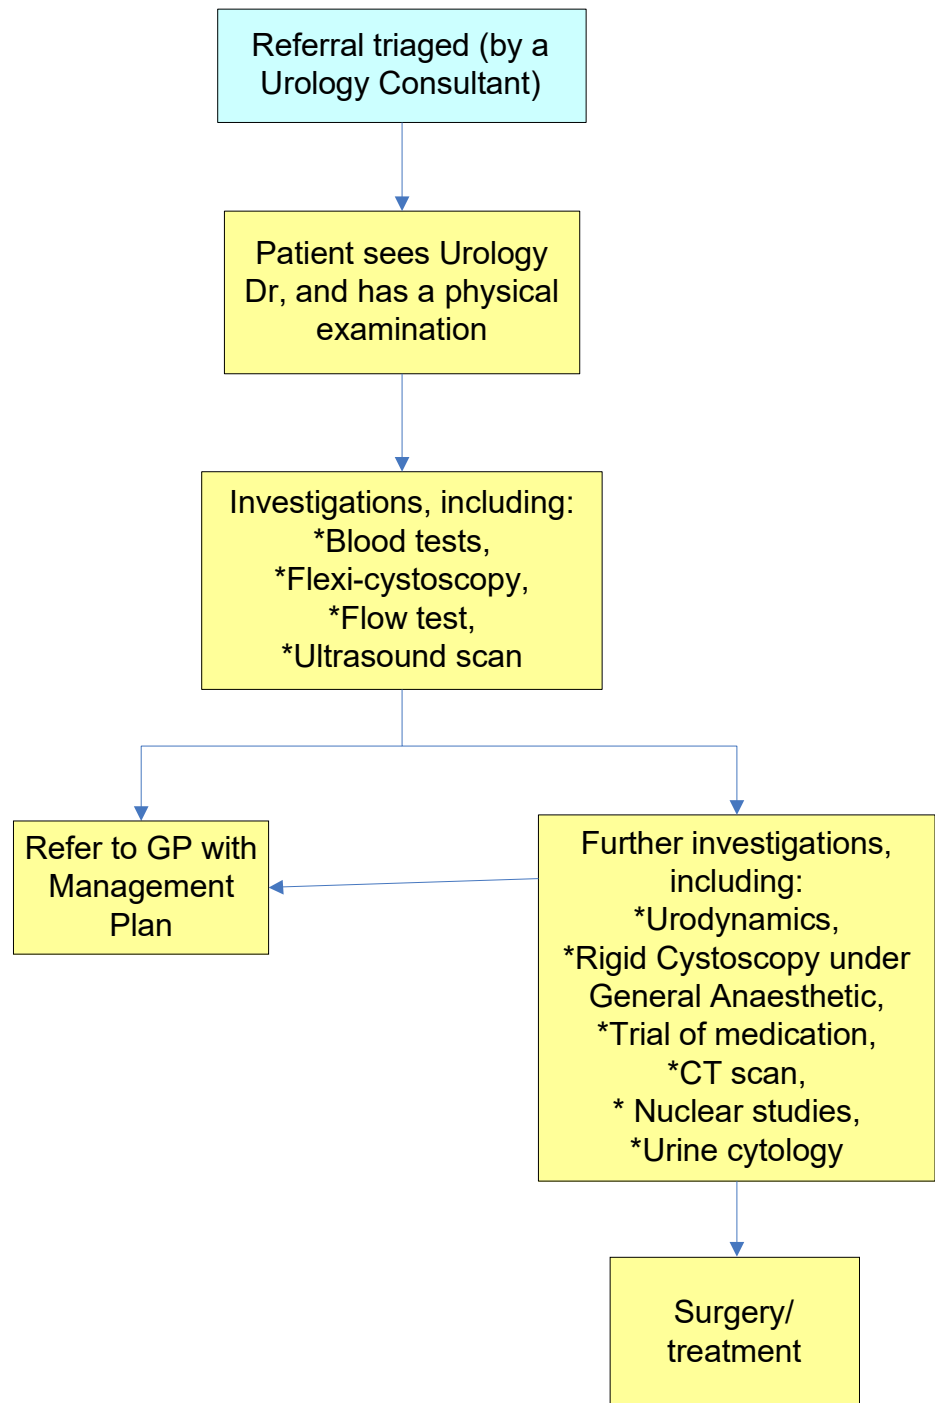 Referral triaged (by a
Urology Consultant)
Patient sees Urology
Dr, and has a physical
examination
Investigations, including:
*Blood tests,
*Flexi-cystoscopy,
*Flow test,
*Ultrasound scan
Refer to GP with
Management
Plan
Further investigations,
including:
*Urodynamics,
*Rigid Cystoscopy under
General Anaesthetic,
*Trial of medication,
*CT scan,
* Nuclear studies,
*Urine cytology
Surgery/
treatment